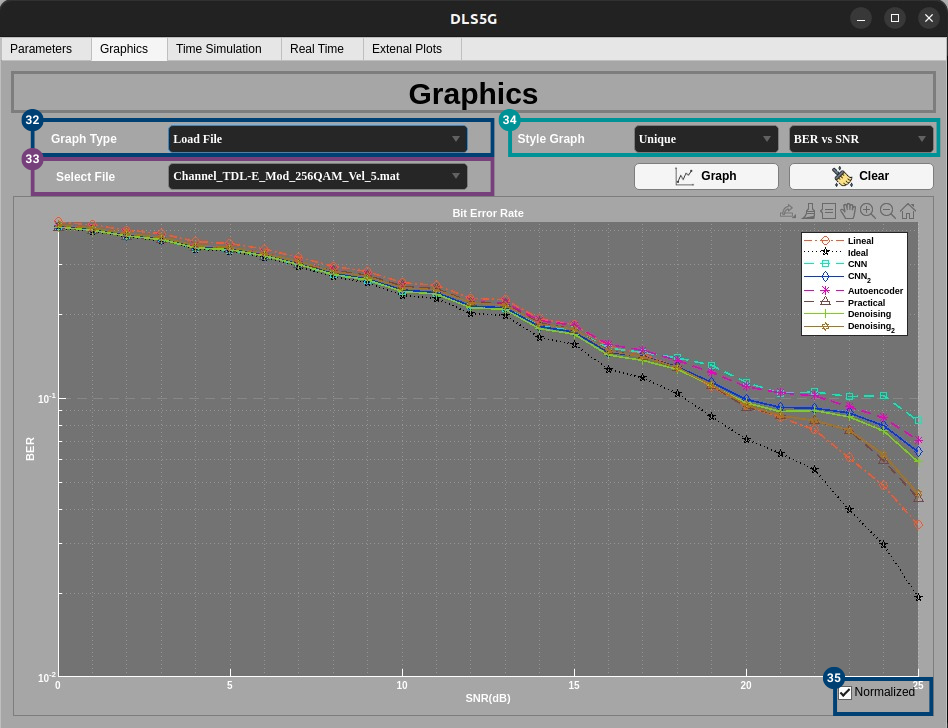 DLS5G
Parameters Graphics Time Simulation Real Time Extenal Plots
Graphics
32 34
Graph Type Load File Style Graph Unique BER vs SNR
33
Select File Channel_TDL-E_Mod_256QAM_Vel_5.mat Graph Clear
Bit Error Rate
Lineal
Ideal
CNN
CNN2
Autoencoder
Practical
Denoising
Denoising2
10-1
BER
10-2
0 5 10 15 20 25
SNR(dB)
35
Normalized